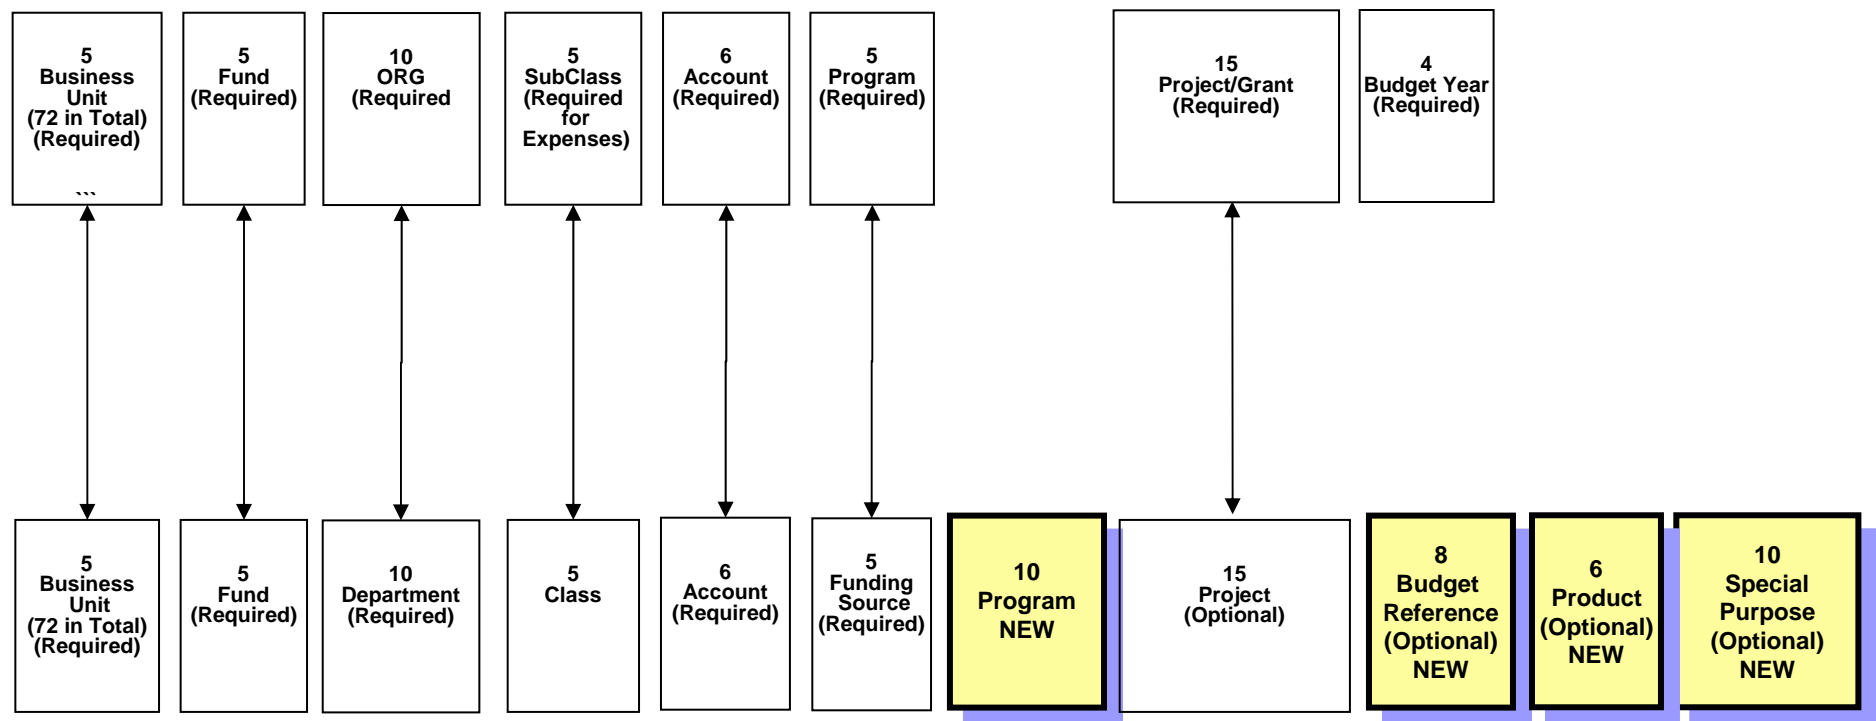 5
Business
Unit
(72 in Total)
(Required)
```
5
Fund
(Required)
10
ORG
(Required
5
SubClass
(Required
for
Expenses)
6
Account
(Required)
5
Program
(Required)
15
Project/Grant
(Required)
4
Budget Year
(Required)
5
Business
Unit
(72 in Total)
(Required)
5
Fund
(Required)
10
Department
(Required)
5
Class
6
Account
(Required)
5
Funding
Source
(Required)
10
Program
NEW
15
Project
(Optional)
8
Budget
Reference
(Optional)
NEW
6
Product
(Optional)
NEW
10
Special
Purpose
(Optional)
NEW